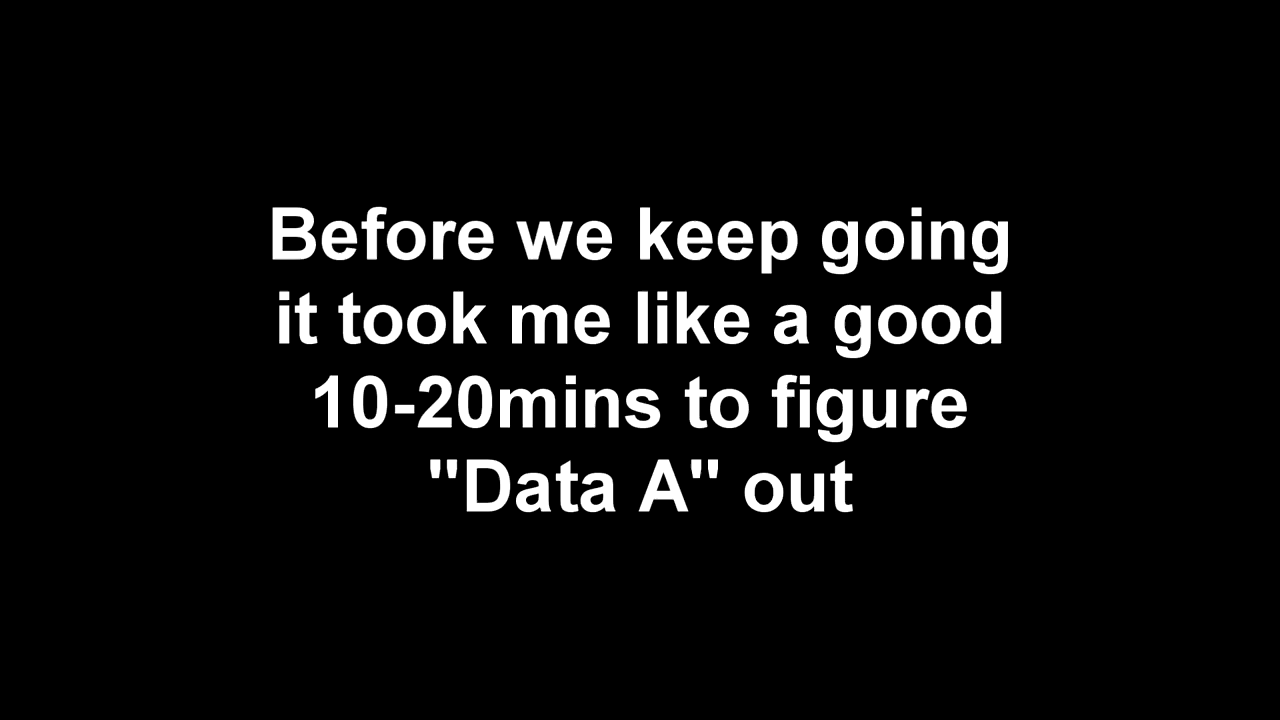 Before we keep going
it took me like a good
10-20mins to figure
"Data A" out